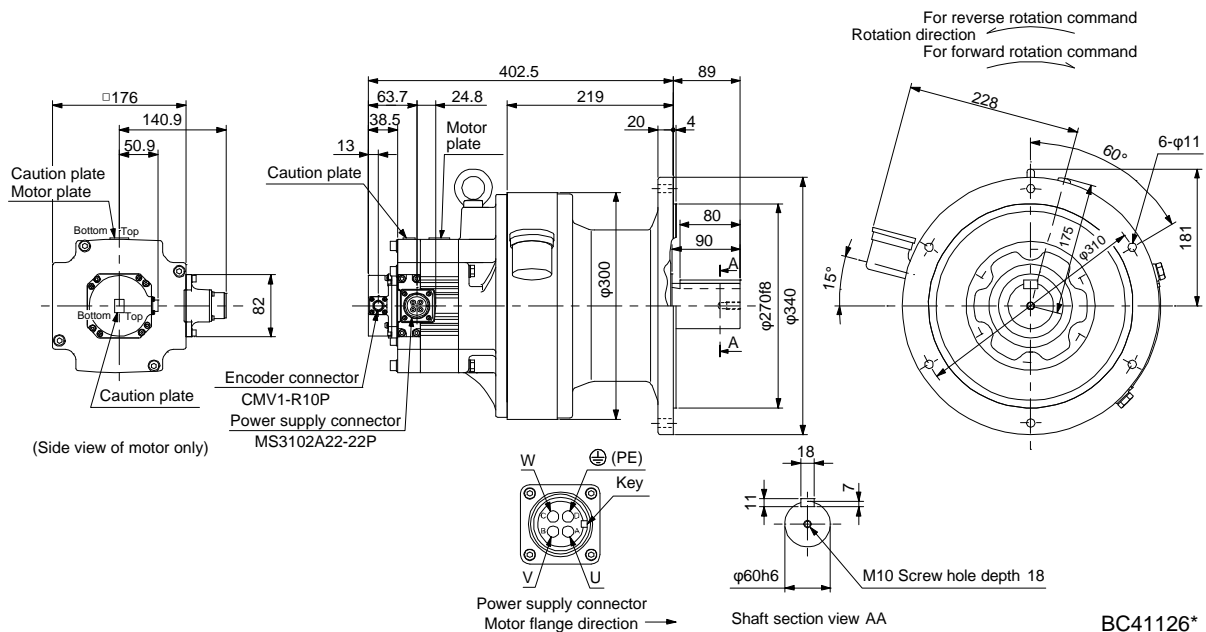 For reverse rotation command
Rotation direction
For forward rotation command
402.5
89
□176
63.7
24.8
219
228
140.9
38.5
20
4
60°
6-φ11
50.9
13
Motor
plate
Caution plate
Caution plate
Motor plate
Bottom
Top
80
90
175
φ310
181
15°
A
A
82
Bottom
Top
φ300
φ270f8
φ340
Encoder connector
CMV1-R10P
Caution plate
Power supply connector
MS3102A22-22P
(Side view of motor only)
W
(PE)
Key
C
D
B
A
V
U
18
11
7
φ60h6
M10 Screw hole depth 18
Power supply connector
Motor flange direction
Shaft section view AA
BC41126*